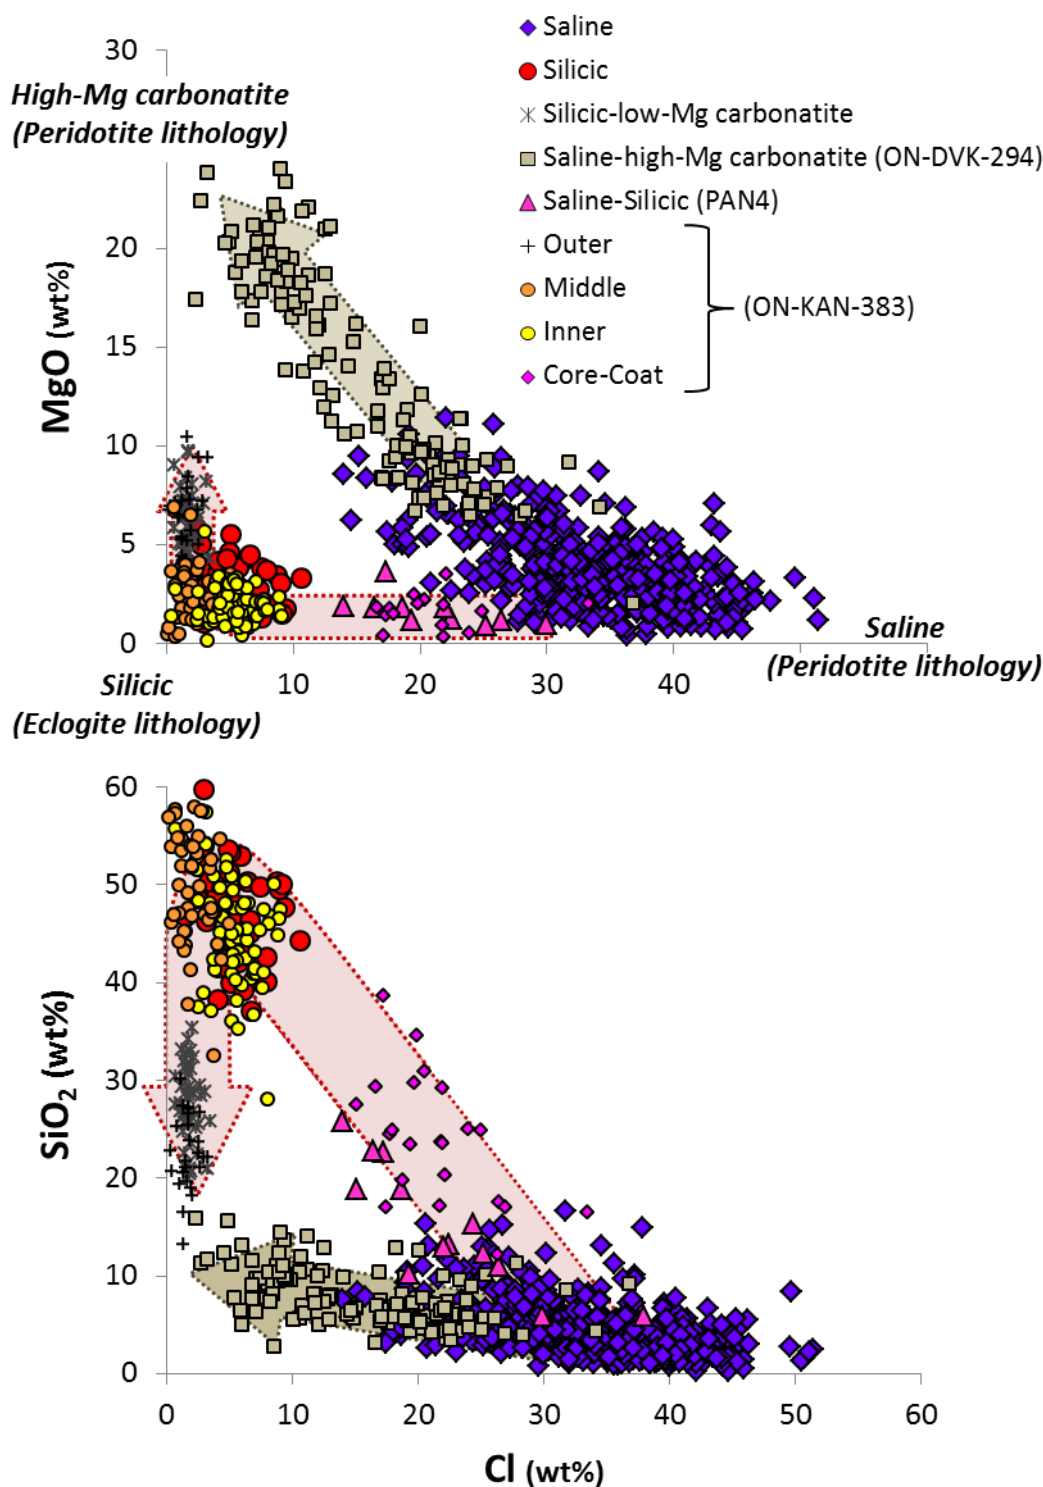 Saline
Silicic
Silicic-low-Mg carbonatite
Saline-high-Mg carbonatite (ON-DVK-294)
Saline-Silicic (PAN4)
Outer
Middle
Inner
Core-Coat
(ON-KAN-383)
30
High-Mg carbonatite
(Peridotite lithology)
20
15
10
5
0
MgO (wt%)
10
20
30
40
Saline
(Peridotite lithology)
Silicic
(Eclogite lithology)
60
50
40
30
20
10
0
SiO₂ (wt%)
0
10
20
30
40
50
60
Cl (wt%)